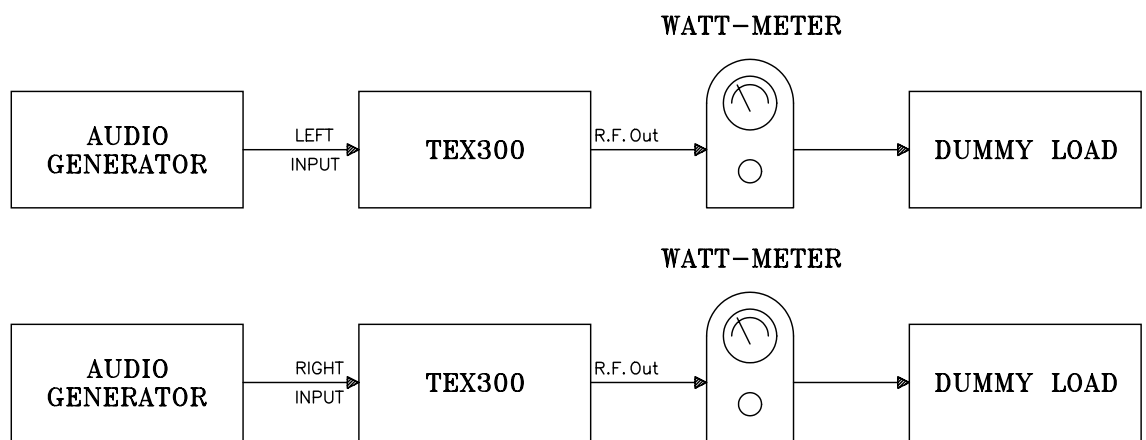 WATT-METER
AUDIO
GENERATOR
LEFT
INPUT
TEX300
R.F. Out
DUMMY LOAD
WATT-METER
AUDIO
GENERATOR
RIGHT
INPUT
TEX300
R.F. Out
DUMMY LOAD